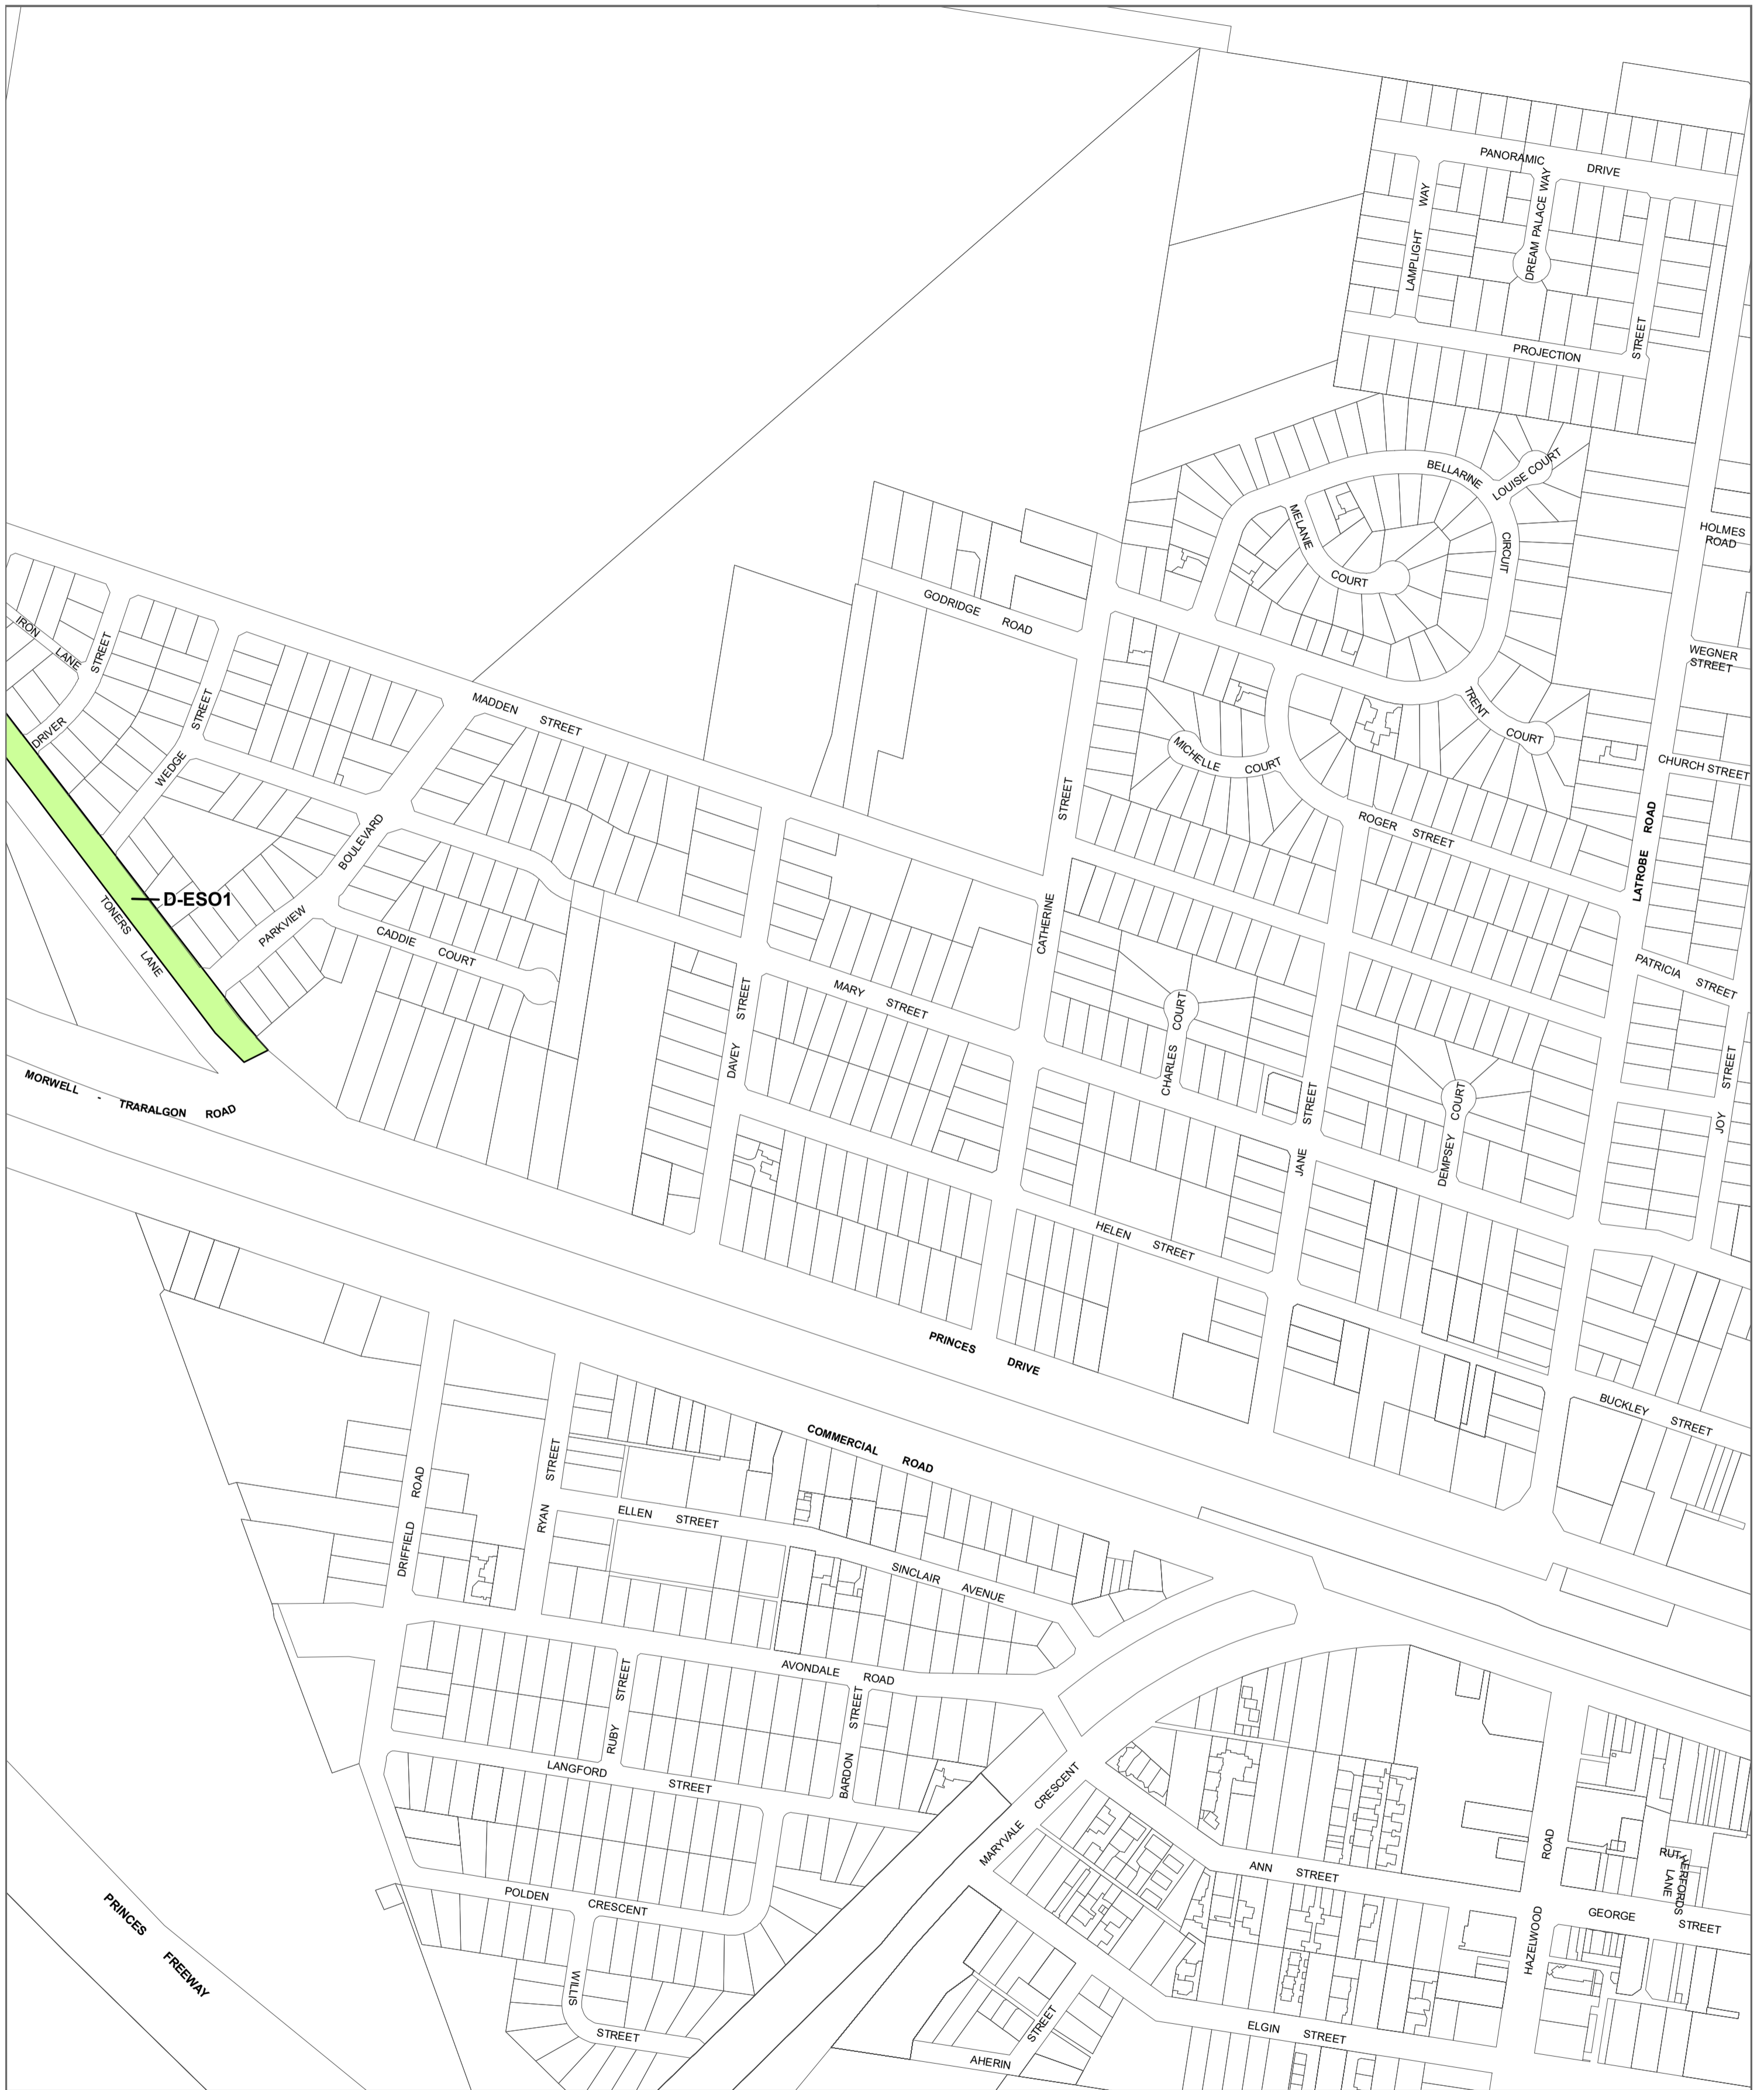 PANORAMIC DRIVE
LAMPLIGHT WAY
DREAM PALACE WAY
PROJECTION STREET
BELLARINE CIRCUIT
LOUISE COURT
MELANIE COURT
HOLMES
ROAD
GODRIDGE ROAD
IRON LANE
DRIVER STREET
WEDGE STREET
WEGNER
STREET
MADDEN STREET
TRENT COURT
MICHELLE COURT
CHURCH STREET
ROGER STREET
LATROBE ROAD
PARKVIEW BOULEVARD
D-ESO1
TONERS LANE
CADDIE COURT
CATHERINE STREET
PATRICIA STREET
MARY STREET
DAVEY STREET
CHARLES COURT
JANE STREET
DEMPSEY COURT
JOY STREET
MORWELL - TRARALGON ROAD
HELEN STREET
PRINCES DRIVE
BUCKLEY STREET
COMMERCIAL ROAD
DRIFFIELD ROAD
RYAN STREET
ELLEN STREET
SINCLAIR AVENUE
AVONDALE ROAD
RUBY STREET
BARDON STREET
LANGFORD STREET
MARYVALE CRESCENT
ANN STREET
HAZELWOOD ROAD
RUTHERFORDS
LANE
GEORGE STREET
POLDEN CRESCENT
PRINCES FREEWAY
WILLIS STREET
ELGIN STREET
AHERIN STREET